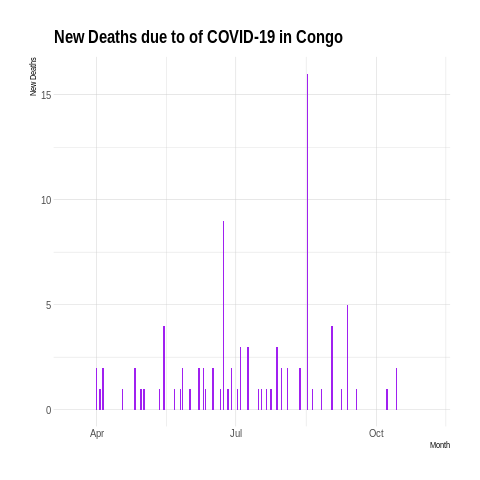 New Deaths due to of COVID-19 in Congo
New Deaths
15
10
5
0
Apr
Jul
Oct
Month